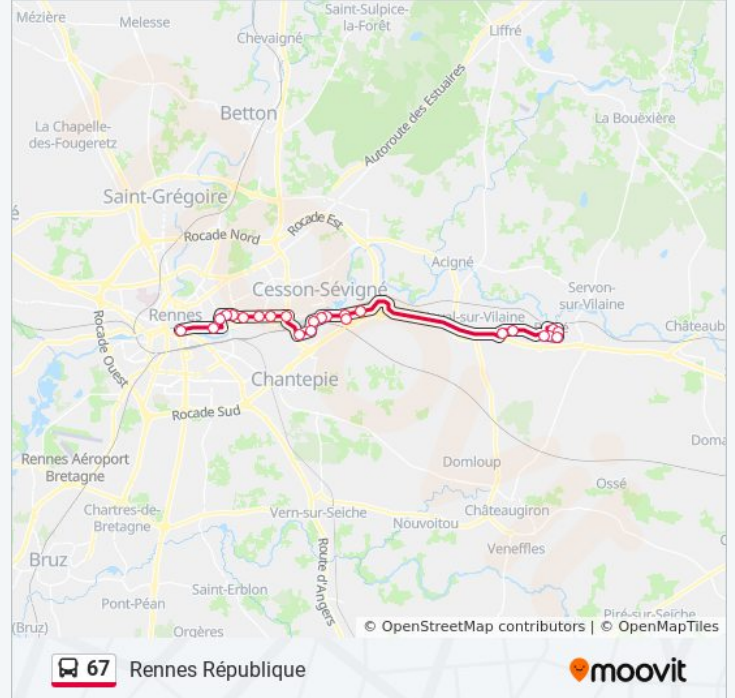 Mézière
Melesse
Saint-Sulpice-
la-Forêt
Chevaigné
Liffré
Betton
La Chapelle-
des-Fougeretz
Autoroute des Estuaires
La Bouëxière
Saint-Grégoire
Rocade Nord
Rocade Est
Acigné
Cesson-Sévigné
Servon-
sur-Vilaine
Rennes
al-sur-Vilaine
Châteaub
Rocade Ouest
Chantepie
Rocade Sud
Doma
Rennes Aéroport
Bretagne
Domloup
Ossé
Chartres-de-
Bretagne
Vern-sur-Seiche
Châteaugiron
Nouvoitou
Veneffles
Bruz
Route d'Angers
Saint-Erblon
Pont-Péan
Piré-sur-Seiche
(Bruz)
Orgères
© OpenStreetMap contributors | © OpenMapTiles
67 Rennes République
moovit